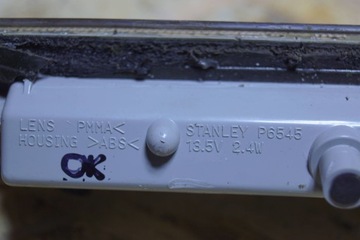 LENS PMMA<
HOUSING >ABS<
STANLEY P6545
13.5V 2.4W
OK